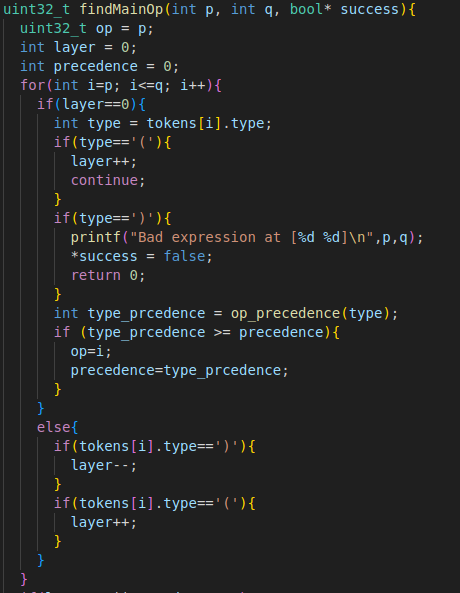 uint32_t findMainOp(int p, int q, bool* success){
  uint32_t op = p;
  int layer = 0;
  int precedence = 0;
  for(int i=p; i<=q; i++){
    if(layer==0){
      int type = tokens[i].type;
      if(type=='('){
        layer++;
        continue;
      }
      if(type==')'){
        printf("Bad expression at [%d %d]\n",p,q);
        *success = false;
        return 0;
      }
      int type_prcedence = op_precedence(type);
      if (type_prcedence >= precedence){
        op=i;
        precedence=type_prcedence;
      }
    }
    else{
      if(tokens[i].type==')'){
        layer--;
      }
      if(tokens[i].type=='('){
        layer++;
      }
    }
  }